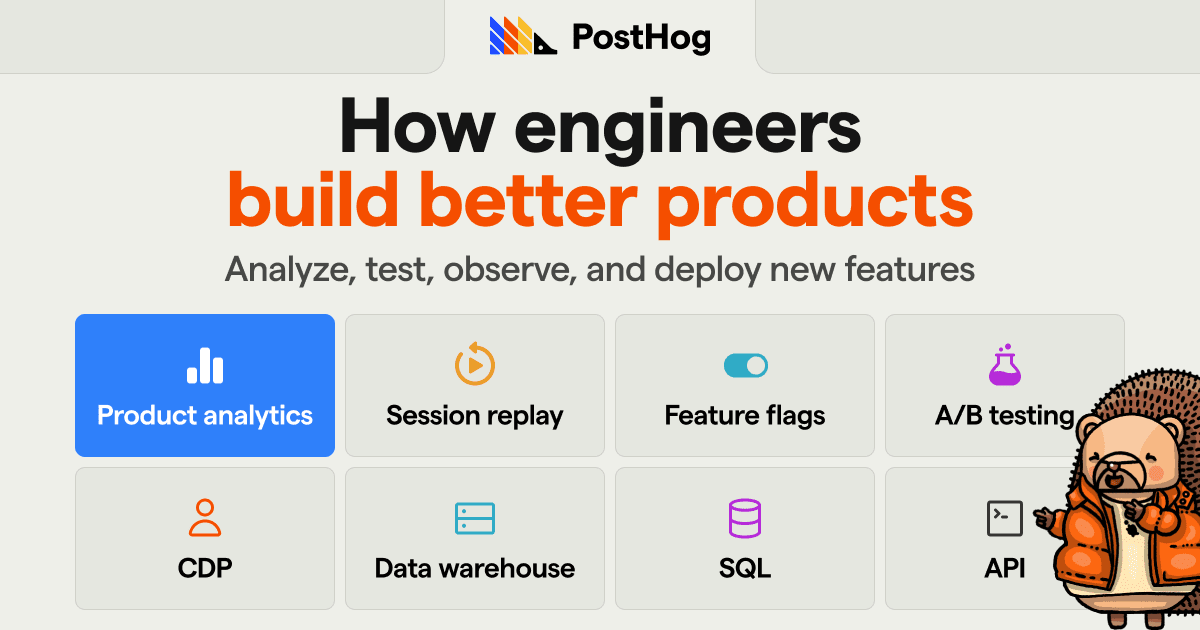 PostHog
How engineers
build better products
Analyze, test, observe, and deploy new features
Product analytics
Session replay
Feature flags
A/B testing
CDP
Data warehouse
SQL
API